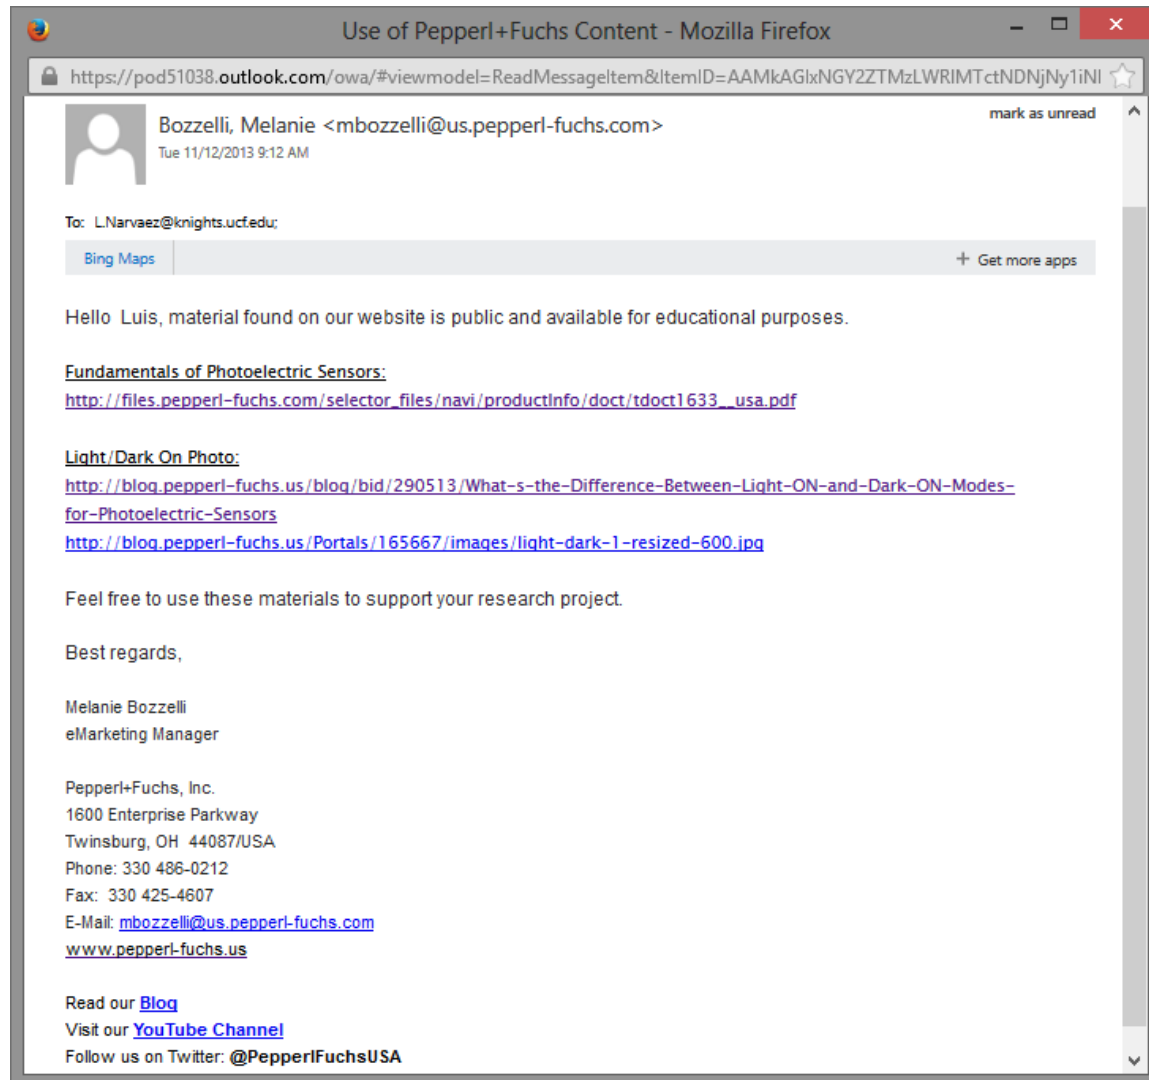 Use of Pepperl+Fuchs Content - Mozilla Firefox
https://pod51038.outlook.com/owa/#viewmodel=ReadMessageItem&ItemID=AAMkAGIxNGY2ZTMzLWRIMTctNDNjNy1iNI
Bozzelli, Melanie <mbozzelli@us.pepperl-fuchs.com>
mark as unread
Tue 11/12/2013 9:12 AM
To: L.Narvaez@knights.ucf.edu;
Bing Maps
+ Get more apps
Hello Luis, material found on our website is public and available for educational purposes.
Fundamentals of Photoelectric Sensors:
http://files.pepperl-fuchs.com/selector_files/navi/productInfo/doct/tdoct1633__usa.pdf
Light/Dark On Photo:
http://blog.pepperl-fuchs.us/blog/bid/290513/What-s-the-Difference-Between-Light-ON-and-Dark-ON-Modes-
for-Photoelectric-Sensors
http://blog.pepperl-fuchs.us/Portals/165667/images/light-dark-1-resized-600.jpg
Feel free to use these materials to support your research project.
Best regards,
Melanie Bozzelli
eMarketing Manager
Pepperl+Fuchs, Inc.
1600 Enterprise Parkway
Twinsburg, OH  44087/USA
Phone: 330 486-0212
Fax:  330 425-4607
E-Mail: mbozzelli@us.pepperl-fuchs.com
www.pepperl-fuchs.us
Read our Blog
Visit our YouTube Channel
Follow us on Twitter: @PepperlFuchsUSA